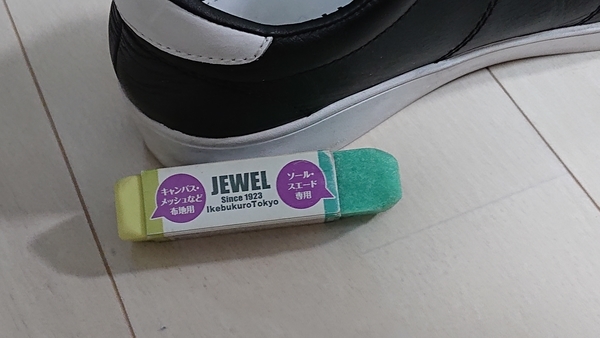 キャンバス・
メッシュなど
布地用
JEWEL
Since 1923
IkebukuroTokyo
ソール・
スエード
専用